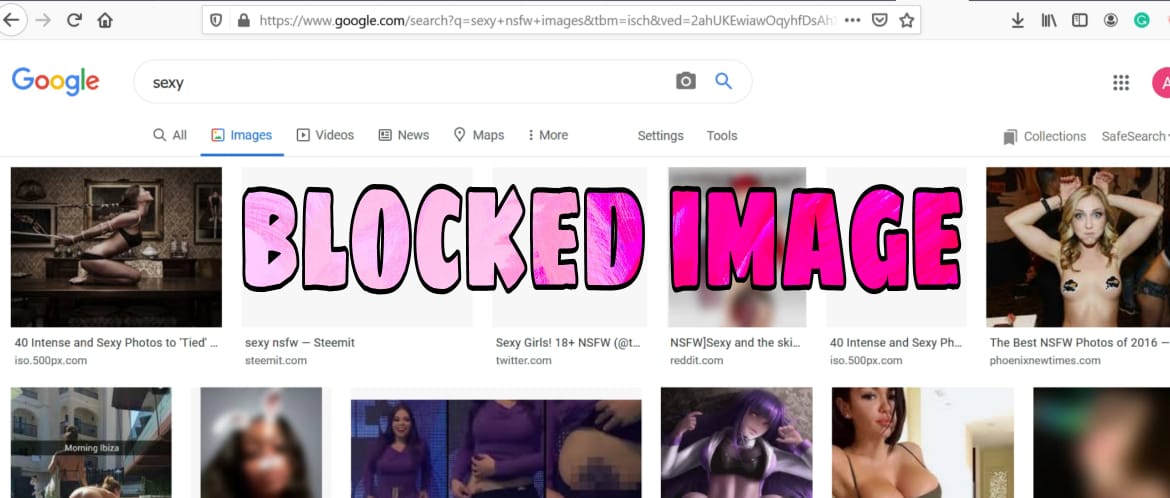 https://www.google.com/search?q=sexy+nsfw+images&tbm=isch&ved=2ahUKEwiawOqyhfDsAh
Google
sexy
All Images Videos News Maps More Settings Tools Collections SafeSearch
A
BLOCKED IMAGE
40 Intense and Sexy Photos to 'Tied' ... sexy nsfw — Steemit Sexy Girls! 18+ NSFW (@t... NSFW]Sexy and the ski... 40 Intense and Sexy Ph... The Best NSFW Photos of 2016 —
iso.500px.com steemit.com twitter.com reddit.com iso.500px.com phoenixnewtimes.com
Morning Ibiza